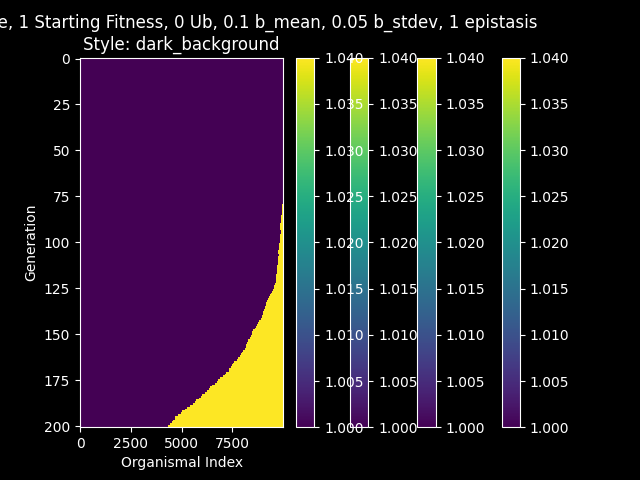 e, 1 Starting Fitness, 0 Ub, 0.1 b_mean, 0.05 b_stdev, 1 epistasis
Style: dark_background
0
25
50
75
100
125
150
175
200
Generation
0 2500 5000 7500
Organismal Index
1.040 1.040 1.040 1.040
1.035 1.035 1.035 1.035
1.030 1.030 1.030 1.030
1.025 1.025 1.025 1.025
1.020 1.020 1.020 1.020
1.015 1.015 1.015 1.015
1.010 1.010 1.010 1.010
1.005 1.005 1.005 1.005
1.000 1.000 1.000 1.000